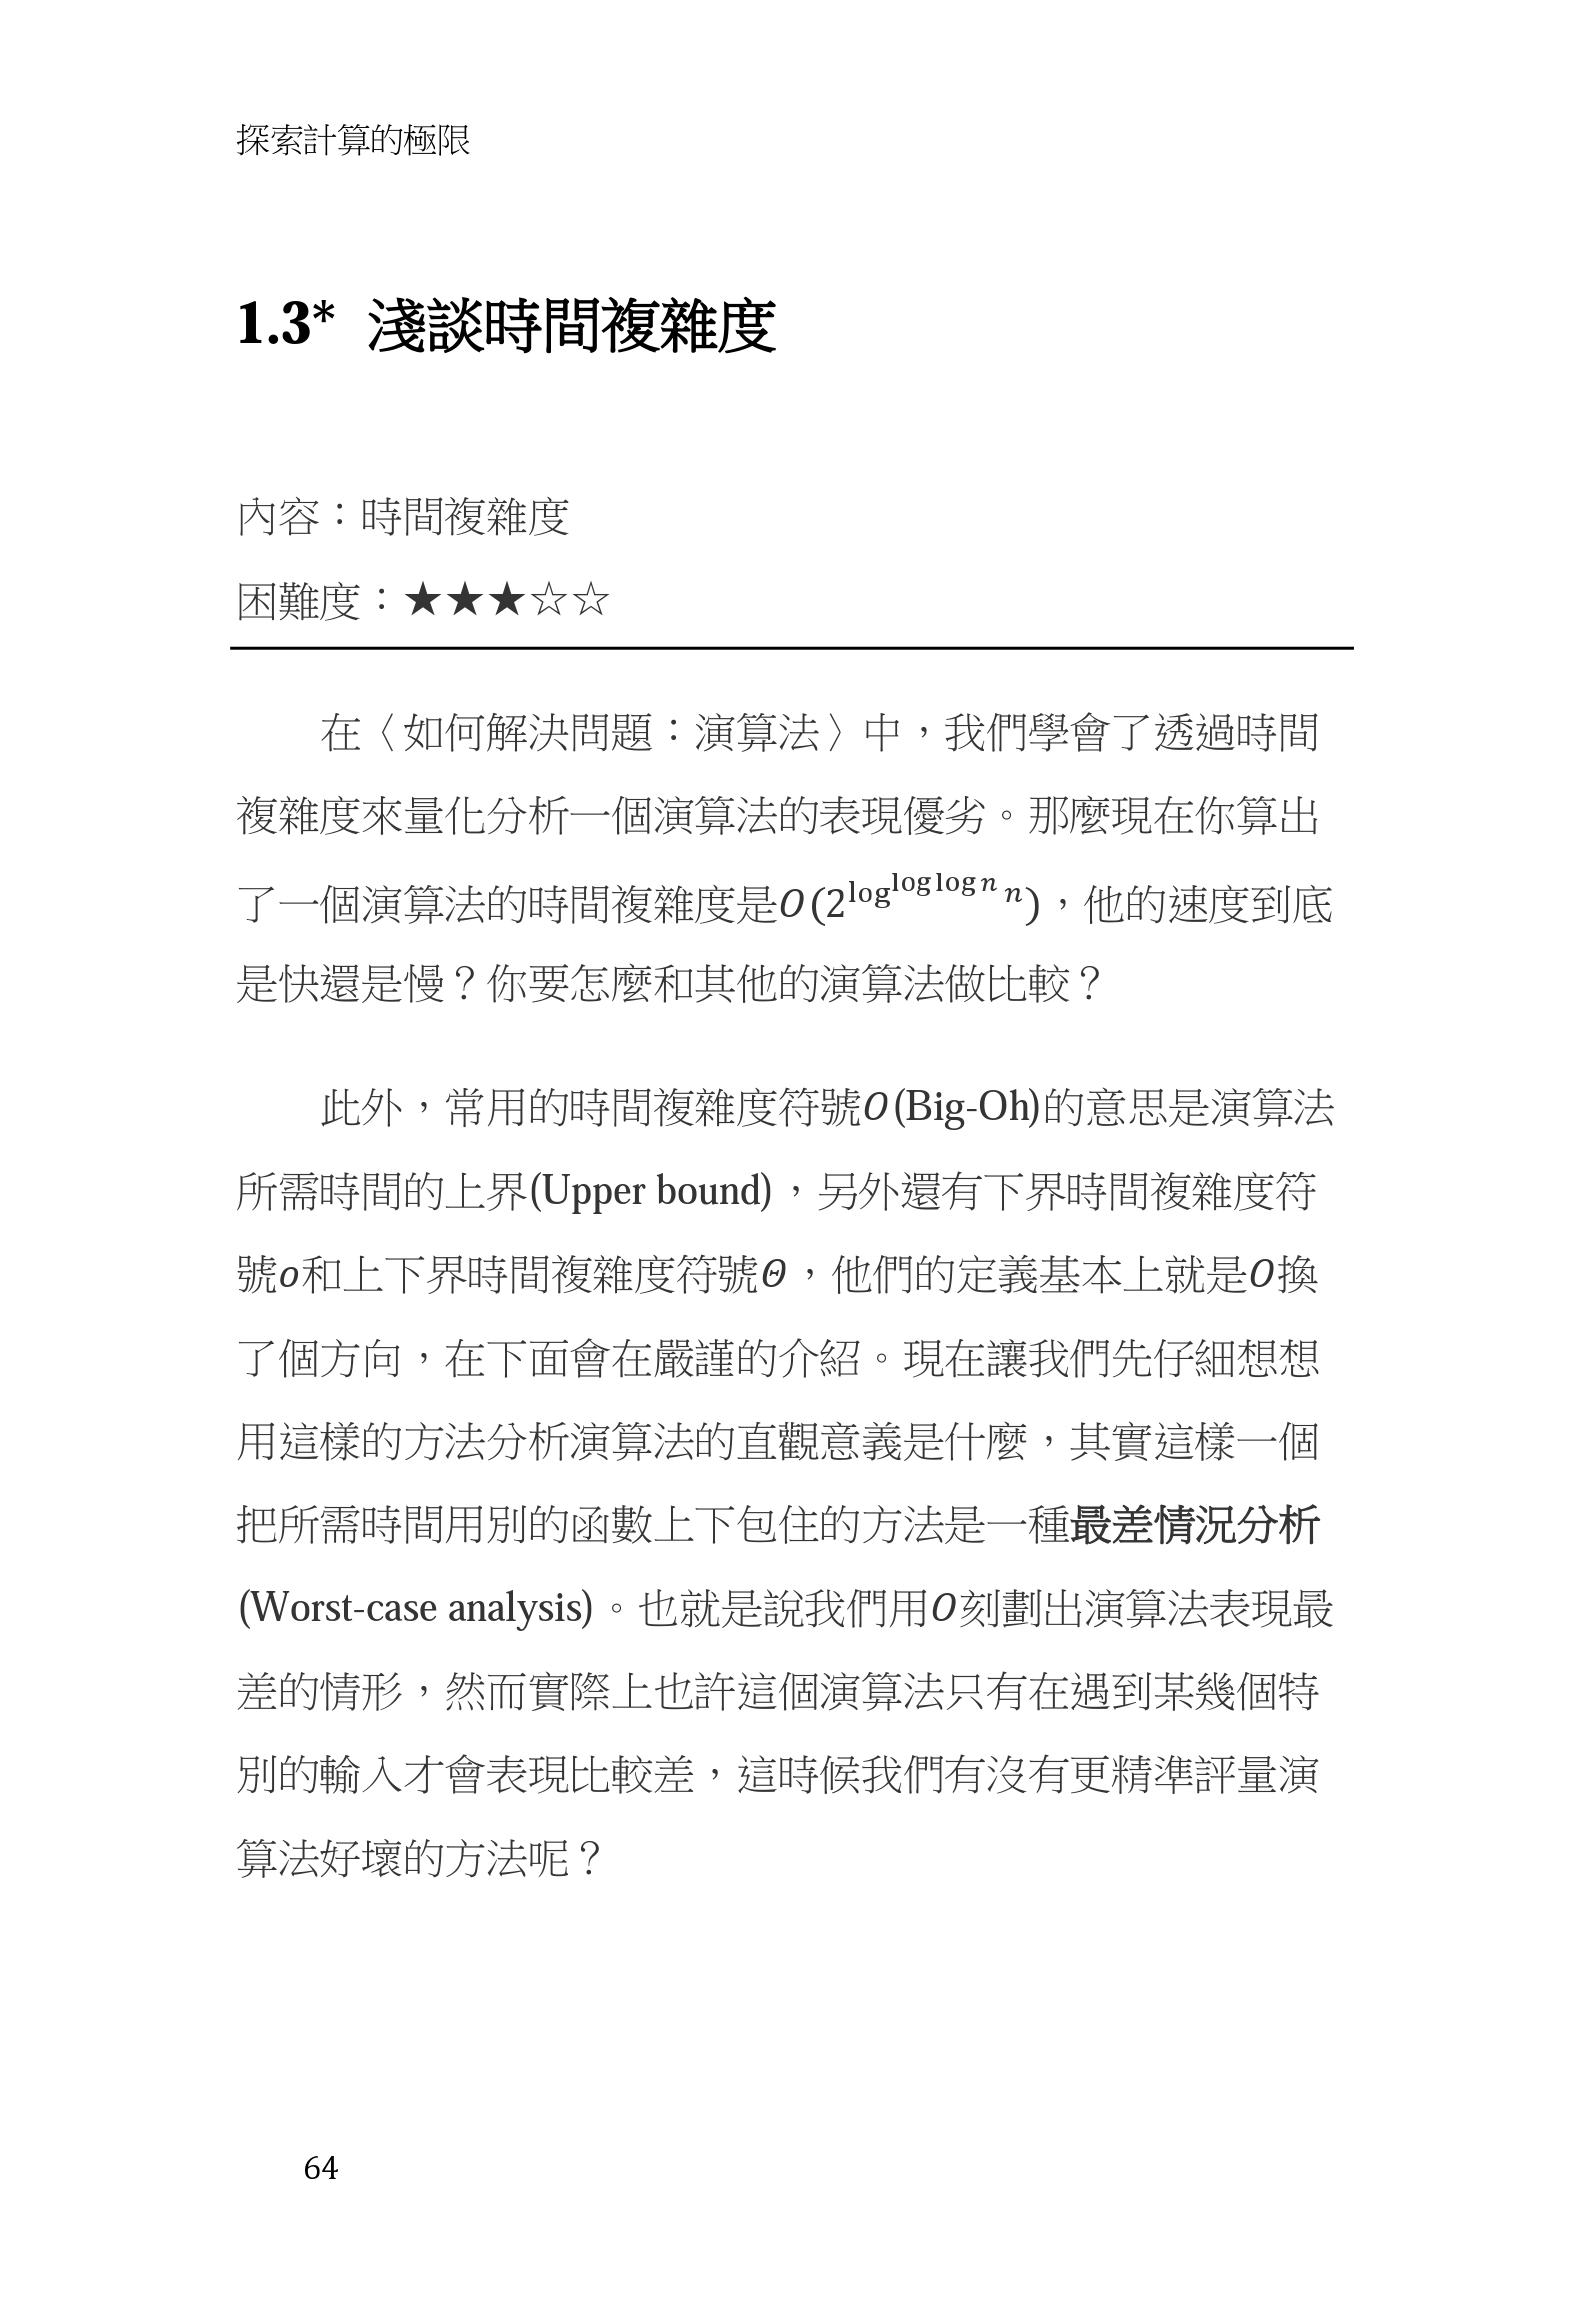 探索計算的極限
1.3* 淺談時間複雜度
內容：時間複雜度
困難度：★★★☆☆
在〈如何解決問題：演算法〉中，我們學會了透過時間
複雜度來量化分析一個演算法的表現優劣。那麼現在你算出
了一個演算法的時間複雜度是O(2^{log^{log log n} n})，他的速度到底
是快還是慢？你要怎麼和其他的演算法做比較？
此外，常用的時間複雜度符號O(Big-Oh)的意思是演算法
所需時間的上界(Upper bound)，另外還有下界時間複雜度符
號o和上下界時間複雜度符號Θ，他們的定義基本上就是O換
了個方向，在下面會在嚴謹的介紹。現在讓我們先仔細想想
用這樣的方法分析演算法的直觀意義是什麼，其實這樣一個
把所需時間用別的函數上下包住的方法是一種最差情況分析
(Worst-case analysis)。也就是說我們用O刻劃出演算法表現最
差的情形，然而實際上也許這個演算法只有在遇到某幾個特
別的輸入才會表現比較差，這時候我們有沒有更精準評量演
算法好壞的方法呢？
64